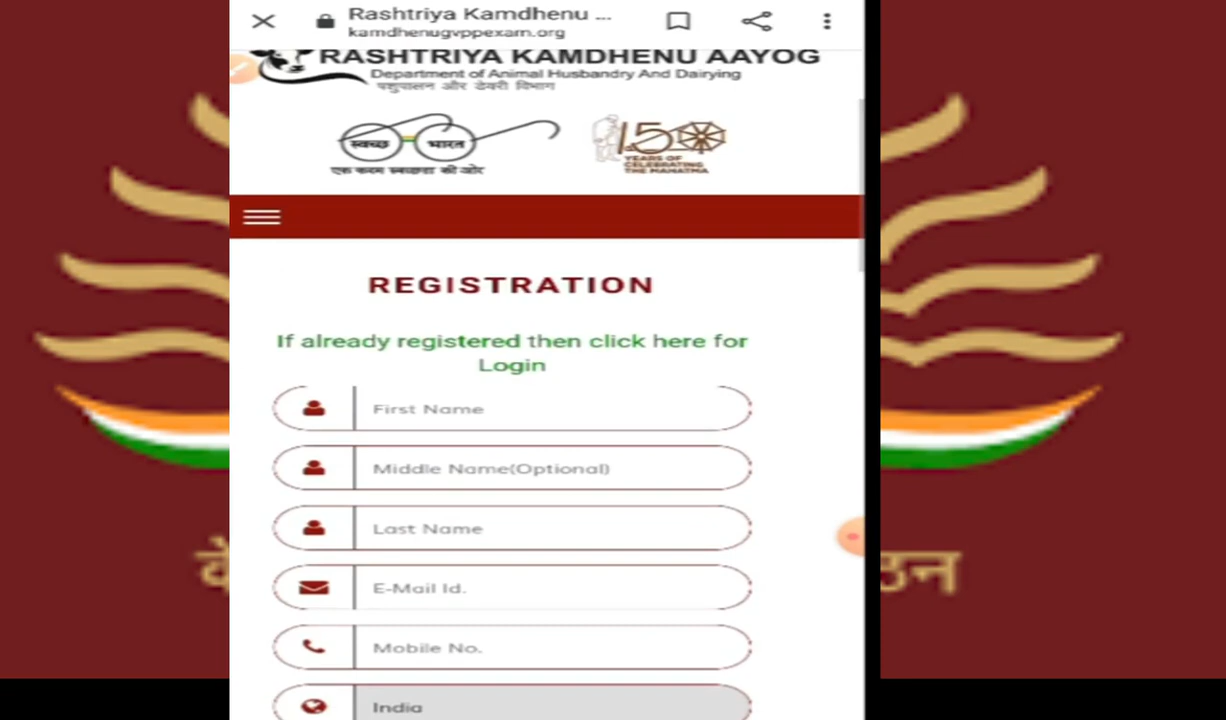 Rashtriya Kamdhenu ...
kamdhenugvppexam.org
RASHTRIYA KAMDHENU AAYOG
Department of Animal Husbandry And Dairying
पशुपालन और डेयरी विभाग
स्वच्छ भारत
एक कदम स्वच्छता की ओर
150
YEARS OF
CELEBRATING
THE MAHATMA
REGISTRATION
If already registered then click here for
Login
First Name
Middle Name(Optional)
Last Name
E-Mail Id.
Mobile No.
India